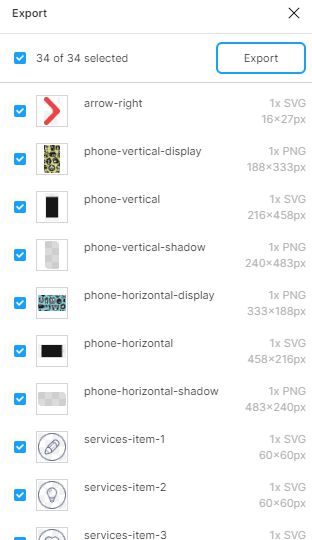 Export
34 of 34 selected
Export
arrow-right
1x SVG
16×27px
phone-vertical-display
1x PNG
188×333px
phone-vertical
1x SVG
216×458px
phone-vertical-shadow
1x PNG
240×483px
phone-horizontal-display
1x PNG
333×188px
phone-horizontal
1x SVG
458×216px
phone-horizontal-shadow
1x PNG
483×240px
services-item-1
1x SVG
60×60px
services-item-2
1x SVG
60×60px
services-item-3
1x SVG